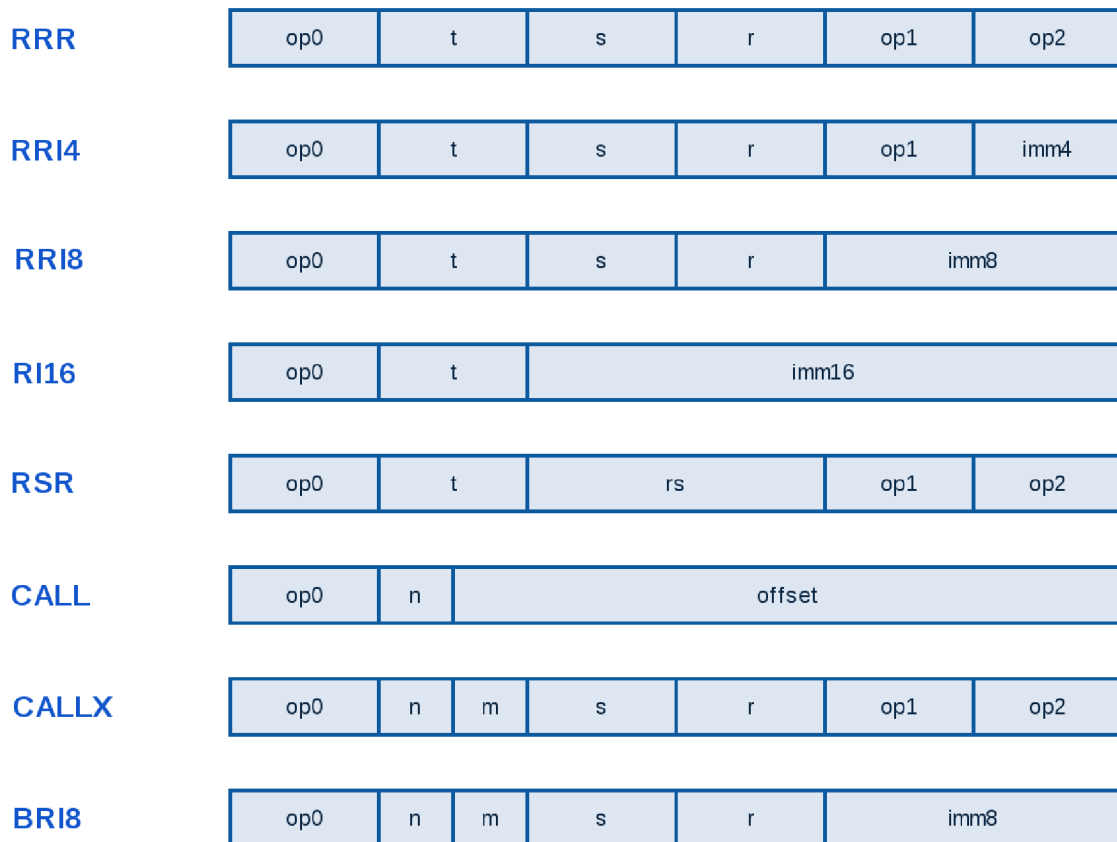 RRR op0 t s r op1 op2
RRI4 op0 t s r op1 imm4
RRI8 op0 t s r imm8
RI16 op0 t imm16
RSR op0 t rs op1 op2
CALL op0 n offset
CALLX op0 n m s r op1 op2
BRI8 op0 n m s r imm8